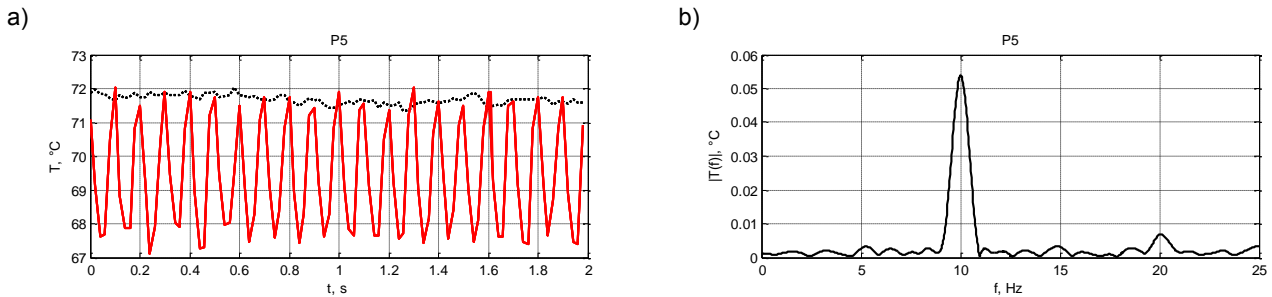 a)
P5
73
72
71
70
69
68
67
0 0.2 0.4 0.6 0.8 1 1.2 1.4 1.6 1.8 2
T, °C
t, s
b)
P5
0.06
0.05
0.04
0.03
0.02
0.01
0
0 5 10 15 20 25
|T(f)|, °C
f, Hz